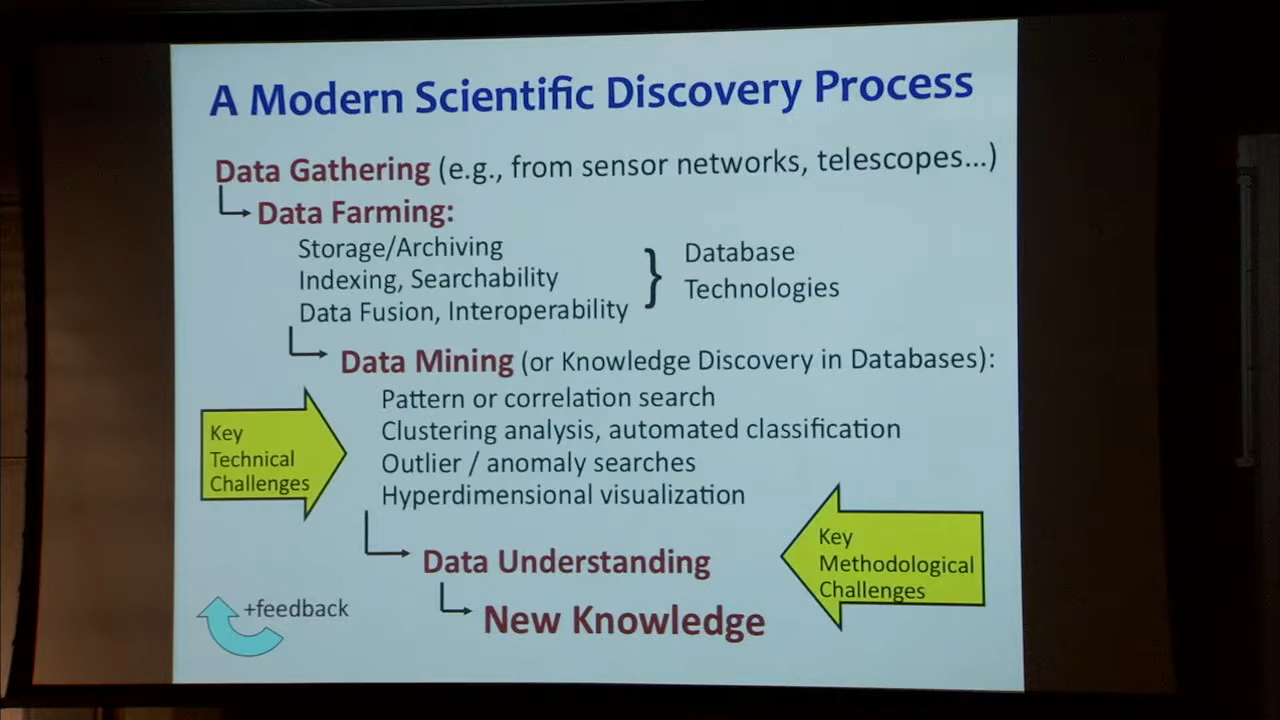 A Modern Scientific Discovery Process
Data Gathering (e.g., from sensor networks, telescopes...)
Data Farming:
Storage/Archiving
Indexing, Searchability
Data Fusion, Interoperability
} Database
Technologies
Data Mining (or Knowledge Discovery in Databases):
Pattern or correlation search
Clustering analysis, automated classification
Outlier / anomaly searches
Hyperdimensional visualization
Key
Technical
Challenges
Data Understanding
Key
Methodological
Challenges
New Knowledge
+feedback